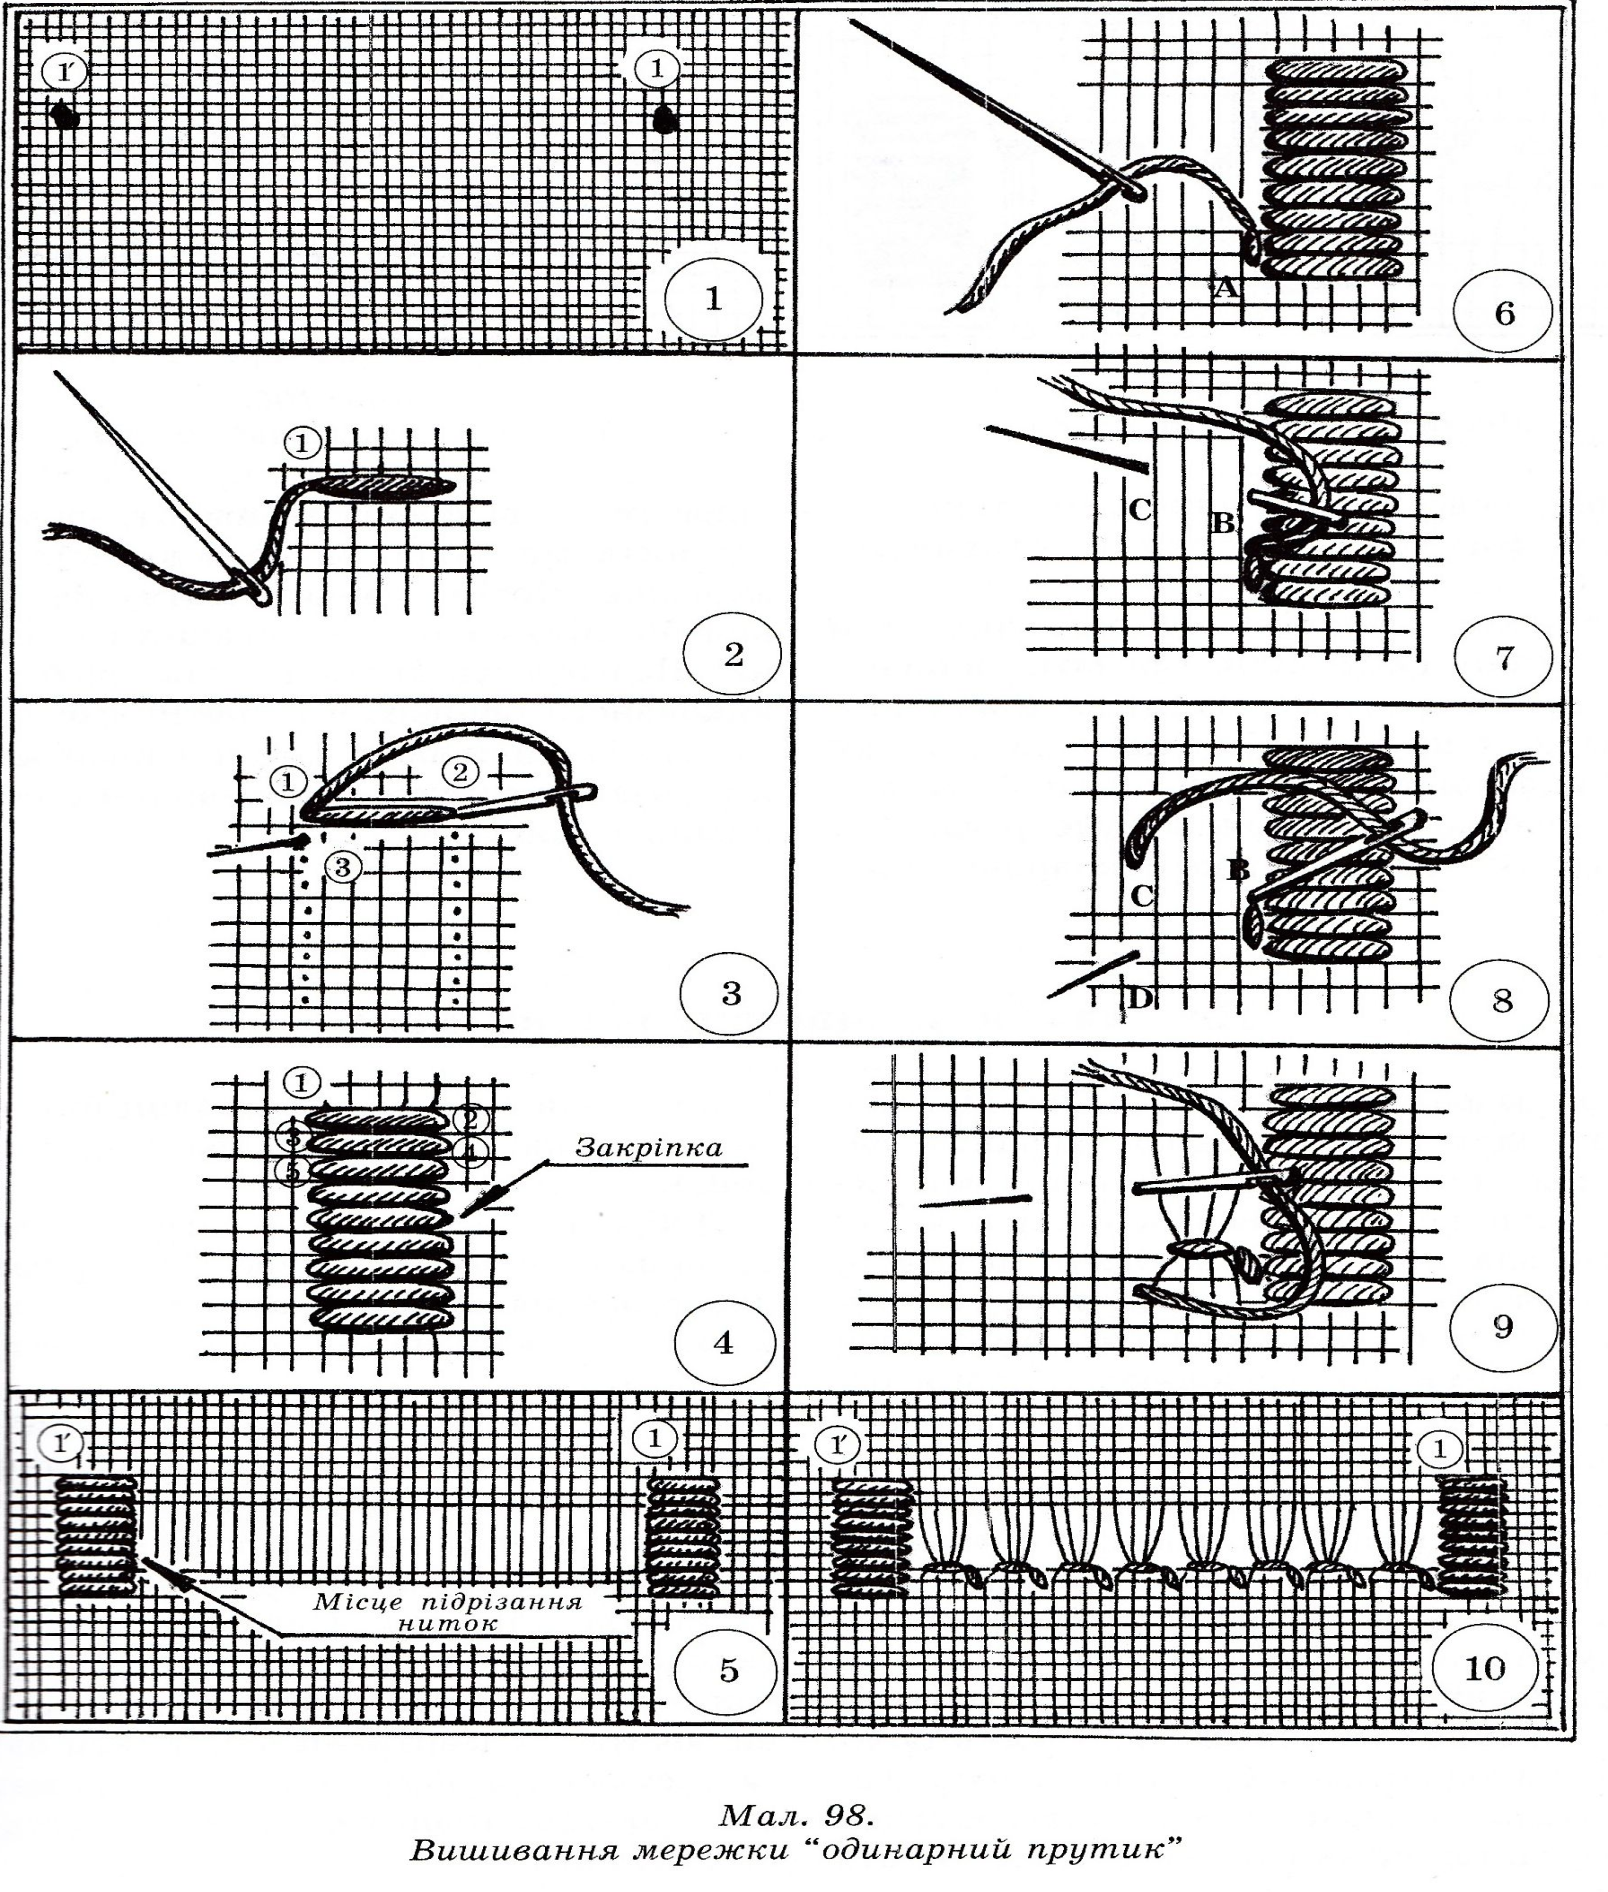 1′
1
1
1
2
1
2
3
3
1
2
3
4
5
Закріпка
4
1′
1
Місце підрізання
ниток
5
A
6
C
B
7
B
C
D
8
9
1′
1
10
Мал. 98.
Вишивання мережки “одинарний прутик”